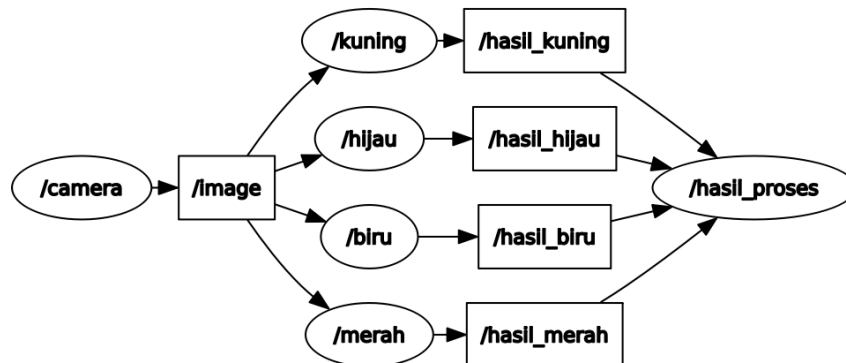 /kuning
/hasil_kuning
/hijau
/hasil_hijau
/camera
/image
/hasil_proses
/biru
/hasil_biru
/merah
/hasil_merah